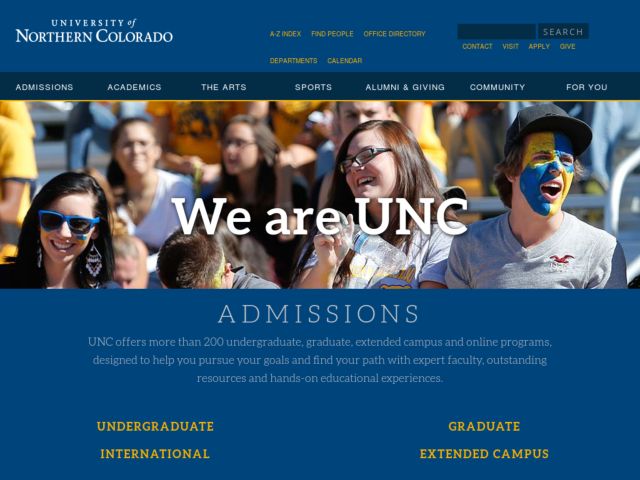 UNIVERSITY of
NORTHERN COLORADO
A-Z INDEX FIND PEOPLE OFFICE DIRECTORY
DEPARTMENTS CALENDAR
SEARCH
CONTACT VISIT APPLY GIVE
ADMISSIONS ACADEMICS THE ARTS SPORTS ALUMNI & GIVING COMMUNITY FOR YOU
We are UNC
ADMISSIONS
UNC offers more than 200 undergraduate, graduate, extended campus and online programs,
designed to help you pursue your goals and find your path with expert faculty, outstanding
resources and hands-on educational experiences.
UNDERGRADUATE GRADUATE
INTERNATIONAL EXTENDED CAMPUS